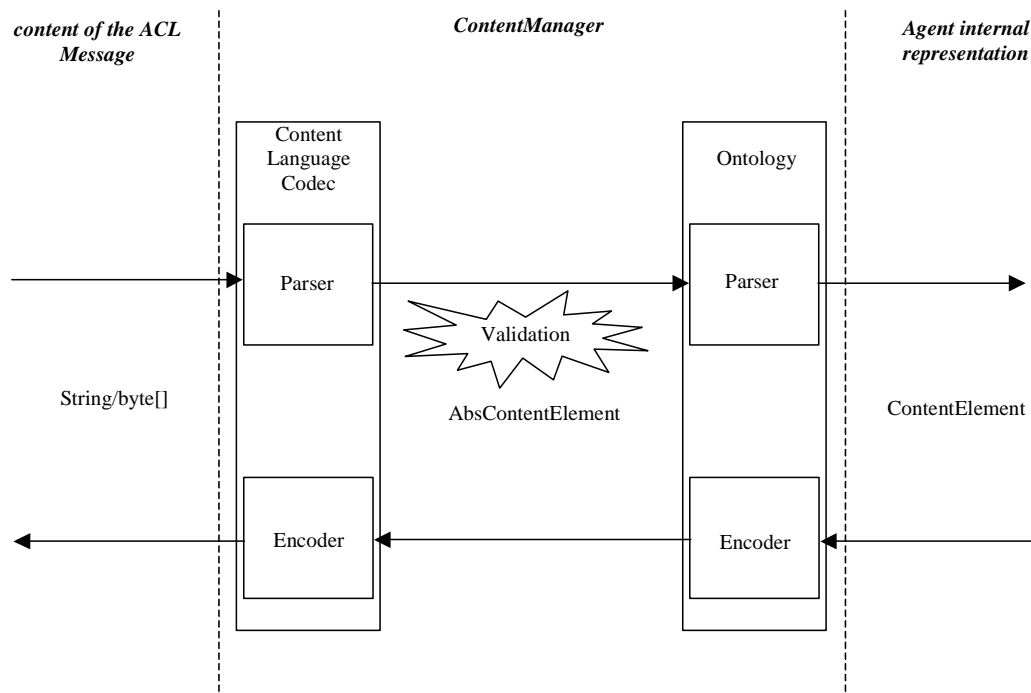 content of the ACL
Message
ContentManager
Agent internal
representation
Content
Language
Codec
Ontology
Parser
Parser
Validation
String/byte[]
AbsContentElement
ContentElement
Encoder
Encoder